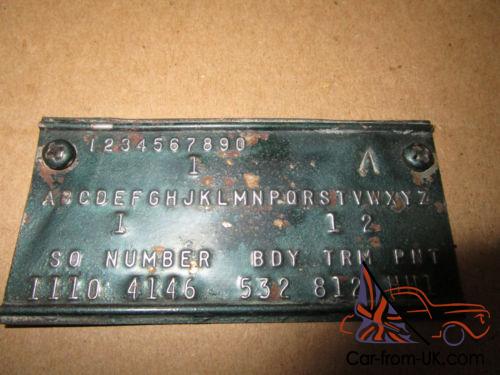 1234567890
1 A
ABCDEFGHJKLMNPQRSTVWXYZ
1 1 2
SO NUMBER BDY TRM PNT
1110 4146 532 812
Car-from-UK.com